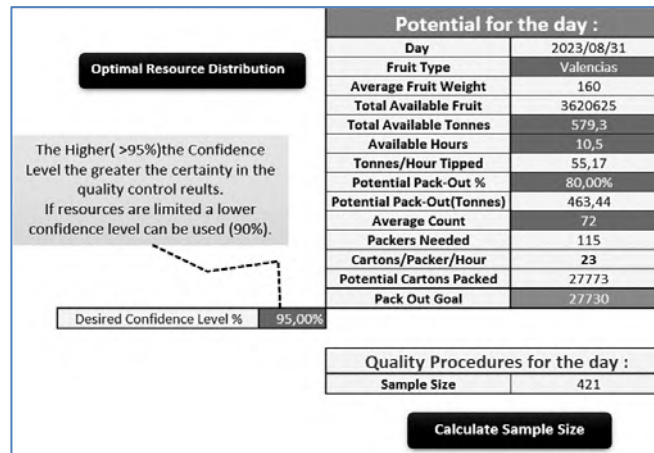 Optimal Resource Distribution
The Higher( >95%)the Confidence
Level the greater the certainty in the
quality control reults.
If resources are limited a lower
confidence level can be used (90%).
Desired Confidence Level % 95,00%
Potential for the day :
Day 2023/08/31
Fruit Type Valencias
Average Fruit Weight 160
Total Available Fruit 3620625
Total Available Tonnes 579,3
Available Hours 10,5
Tonnes/Hour Tipped 55,17
Potential Pack-Out % 80,00%
Potential Pack-Out(Tonnes) 463,44
Average Count 72
Packers Needed 115
Cartons/Packer/Hour 23
Potential Cartons Packed 27773
Pack Out Goal 27730
Quality Procedures for the day :
Sample Size 421
Calculate Sample Size